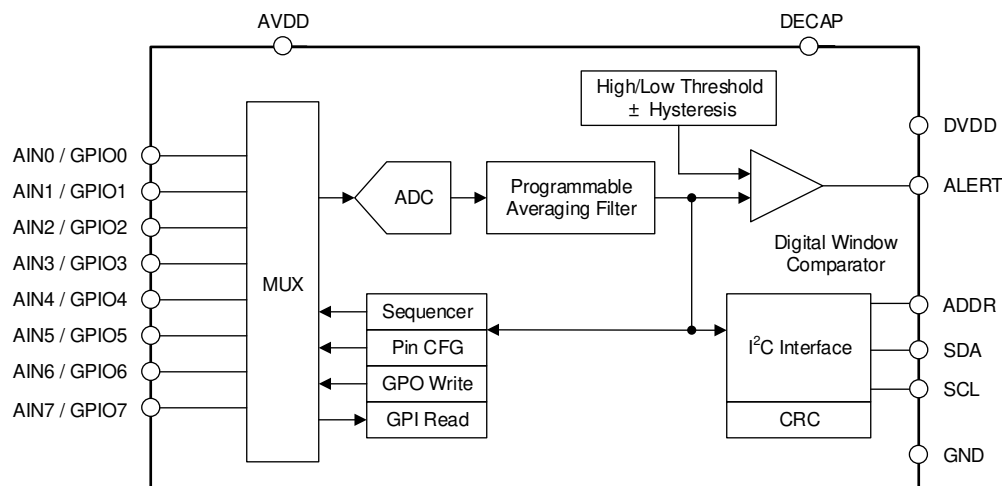 AVDD
DECAP
High/Low Threshold
± Hysteresis
DVDD
AIN0 / GPIO0
AIN1 / GPIO1
AIN2 / GPIO2
AIN3 / GPIO3
AIN4 / GPIO4
AIN5 / GPIO5
AIN6 / GPIO6
AIN7 / GPIO7
MUX
ADC
Programmable
Averaging Filter
ALERT
Digital Window
Comparator
Sequencer
Pin CFG
GPO Write
GPI Read
I²C Interface
CRC
ADDR
SDA
SCL
GND